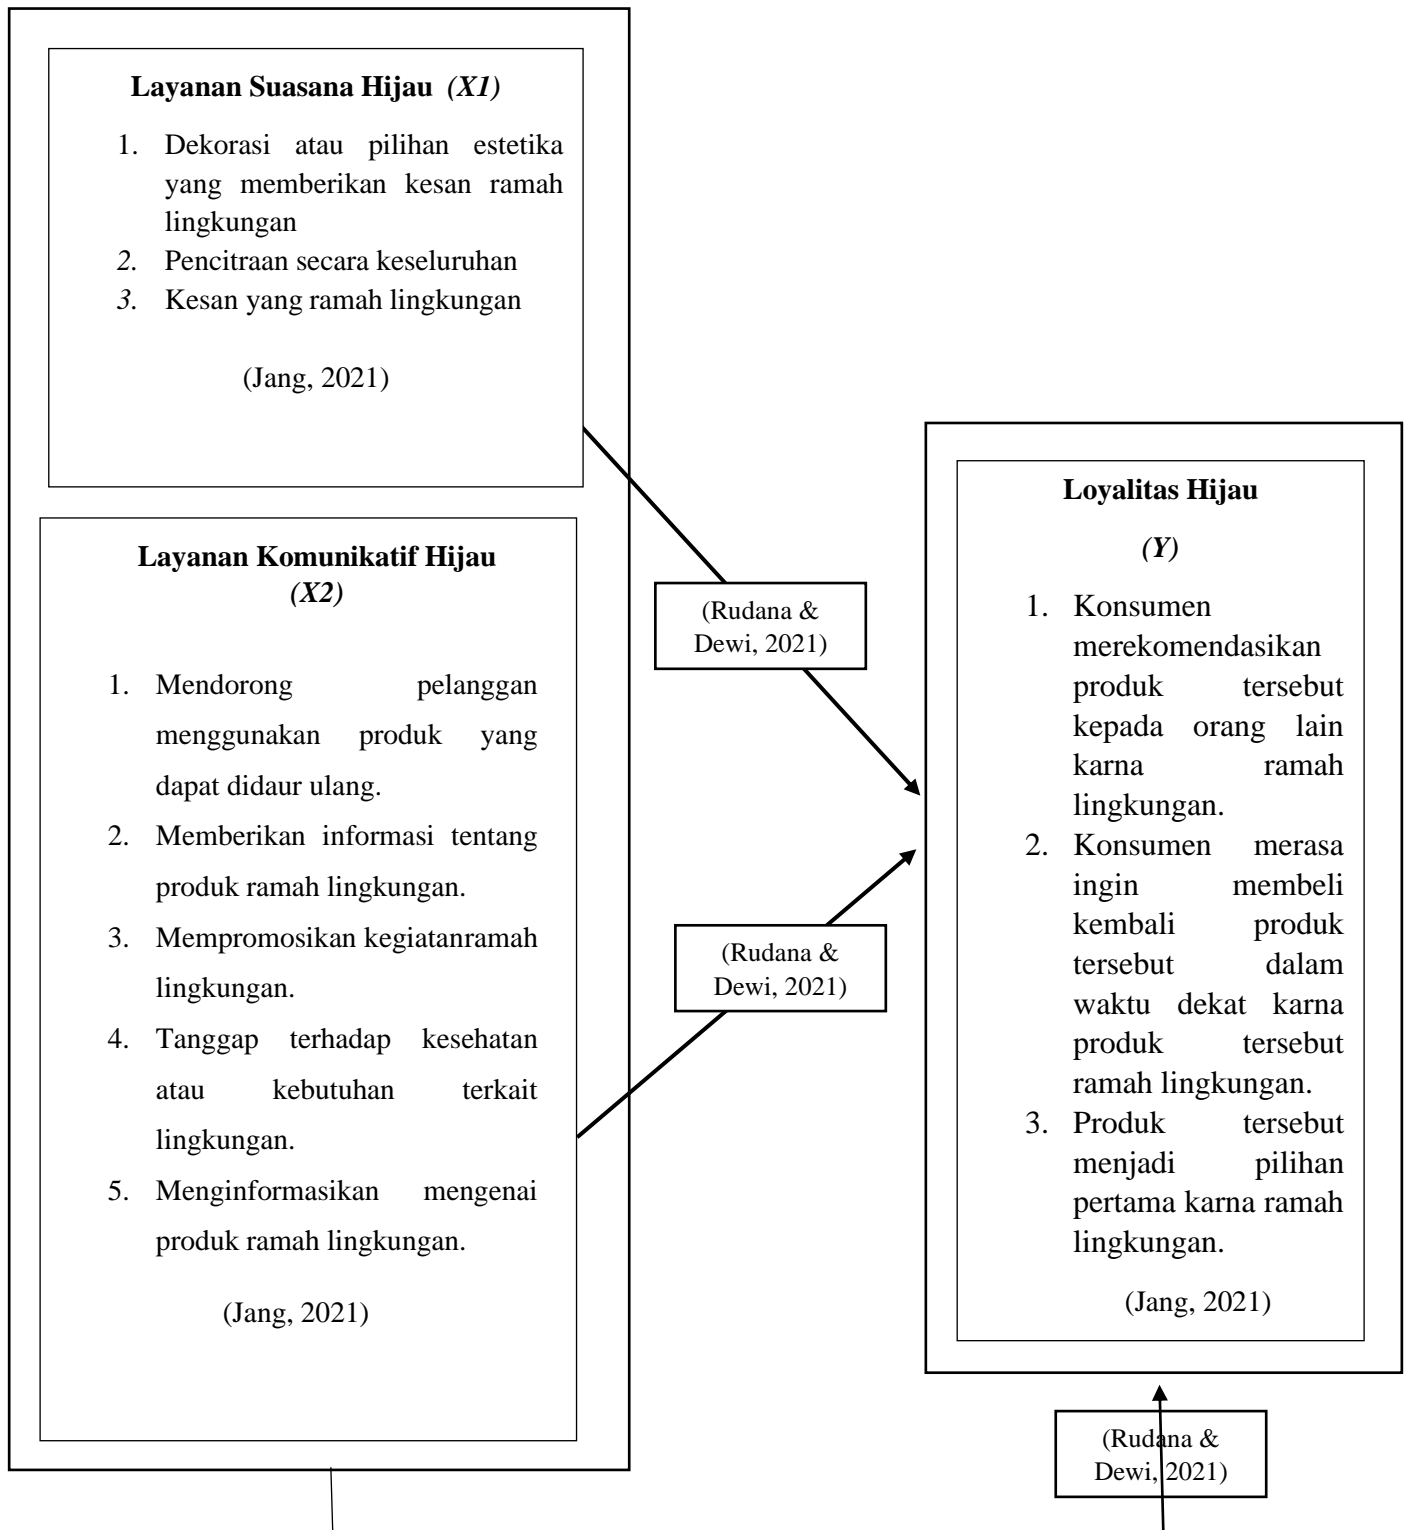 Layanan Suasana Hijau (X1)
1. Dekorasi atau pilihan estetika
yang memberikan kesan ramah
lingkungan
2. Pencitraan secara keseluruhan
3. Kesan yang ramah lingkungan
(Jang, 2021)
Layanan Komunikatif Hijau
(X2)
1. Mendorong pelanggan
menggunakan produk yang
dapat didaur ulang.
2. Memberikan informasi tentang
produk ramah lingkungan.
3. Mempromosikan kegiatanramah
lingkungan.
4. Tanggap terhadap kesehatan
atau kebutuhan terkait
lingkungan.
5. Menginformasikan mengenai
produk ramah lingkungan.
(Jang, 2021)
(Rudana &
Dewi, 2021)
(Rudana &
Dewi, 2021)
Loyalitas Hijau
(Y)
1. Konsumen
merekomendasikan
produk tersebut
kepada orang lain
karna ramah
lingkungan.
2. Konsumen merasa
ingin membeli
kembali produk
tersebut dalam
waktu dekat karna
produk tersebut
ramah lingkungan.
3. Produk tersebut
menjadi pilihan
pertama karna ramah
lingkungan.
(Jang, 2021)
(Rudana &
Dewi, 2021)